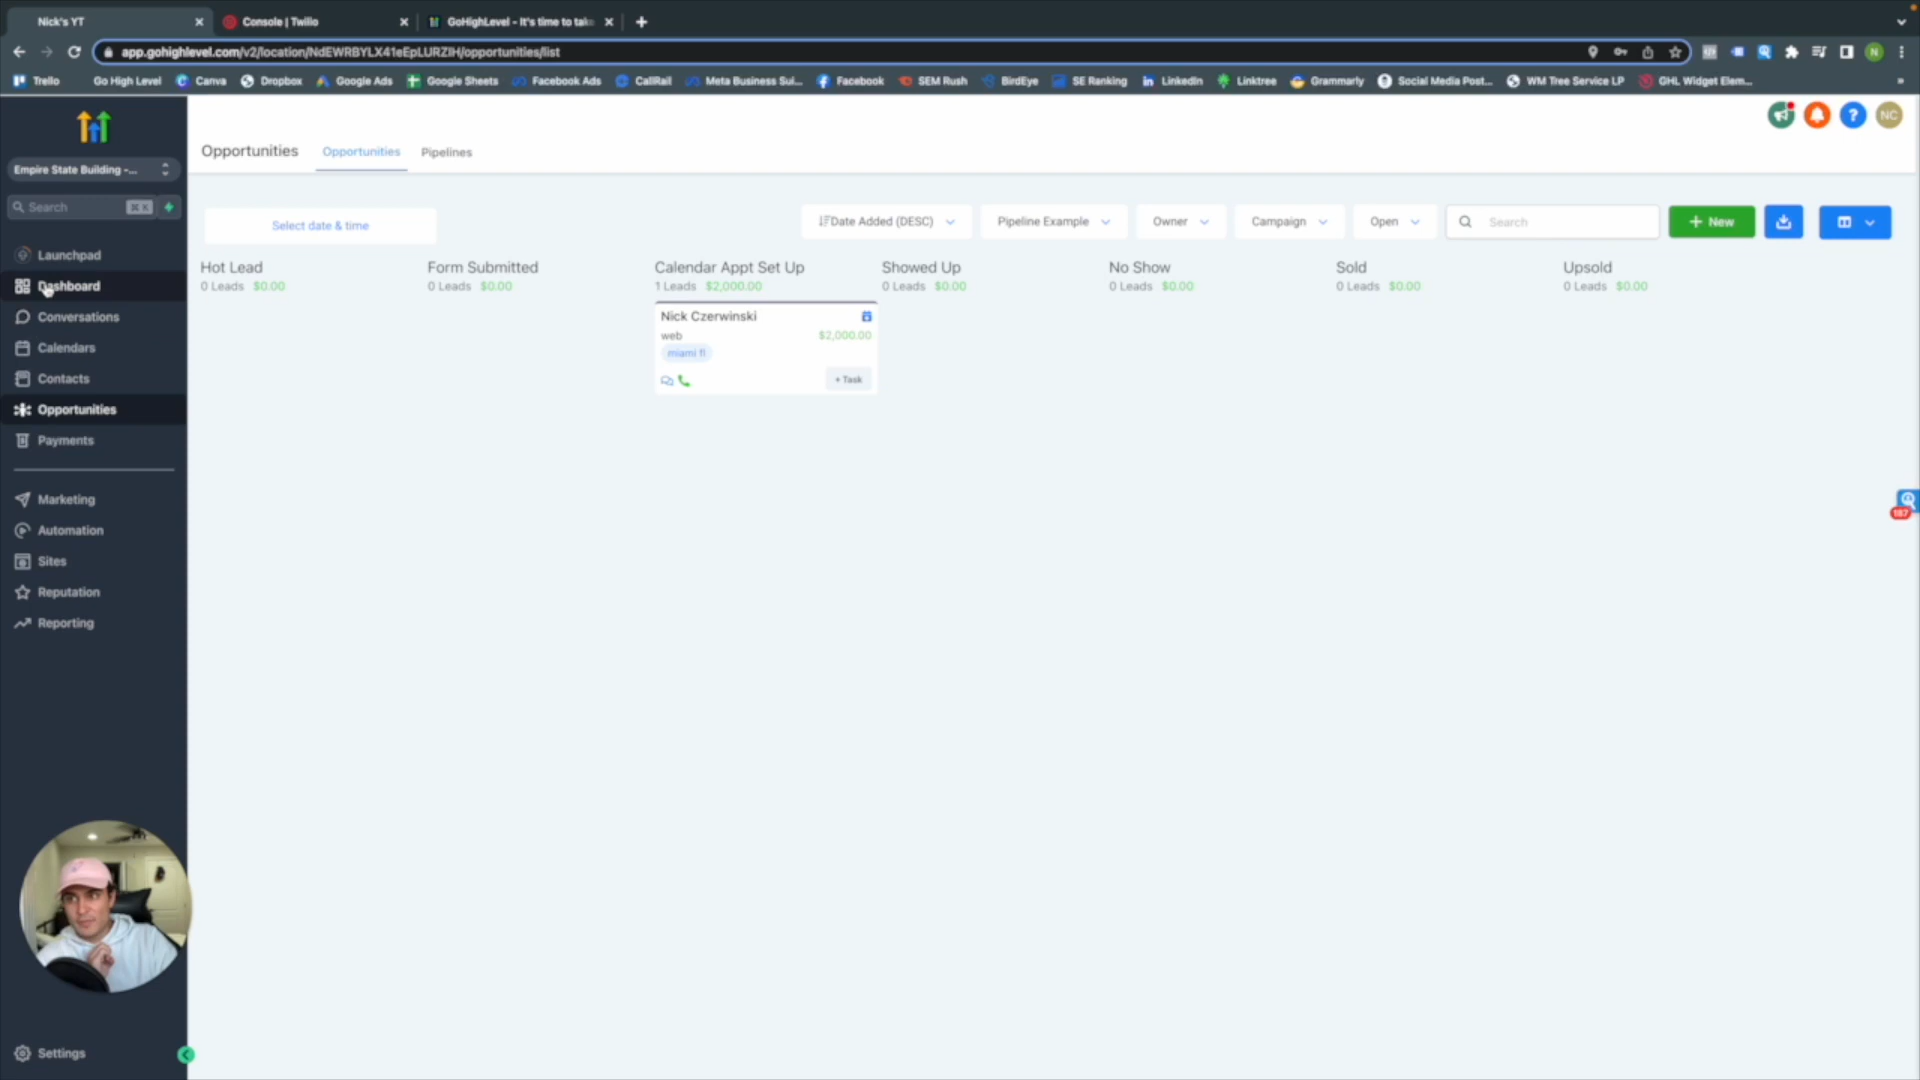 Nick's YT
Console | Twilio
GoHighLevel - It's time to tak
app.gohighlevel.com/v2/location/NdEWRBYLX41eEpLURZIH/opportunities/list
Trello
Go High Level
Canva
Dropbox
Google Ads
Google Sheets
Facebook Ads
CallRail
Meta Business Sui...
Facebook
SEM Rush
BirdEye
SE Ranking
LinkedIn
Linktree
Grammarly
Social Media Post...
WM Tree Service LP
GHL Widget Elem...
»
N
NC
Empire State Building -...
Search
⌘ K
Launchpad
Dashboard
Conversations
Calendars
Contacts
Opportunities
Payments
Marketing
Automation
Sites
Reputation
Reporting
Settings
Opportunities
Opportunities
Pipelines
Select date & time
Date Added (DESC)
Pipeline Example
Owner
Campaign
Open
Search
+ New
Hot Lead
0 Leads $0.00
Form Submitted
0 Leads $0.00
Calendar Appt Set Up
1 Leads $2,000.00
Showed Up
0 Leads $0.00
No Show
0 Leads $0.00
Sold
0 Leads $0.00
Upsold
0 Leads $0.00
Nick Czerwinski
web
$2,000.00
miami fl
+ Task
187